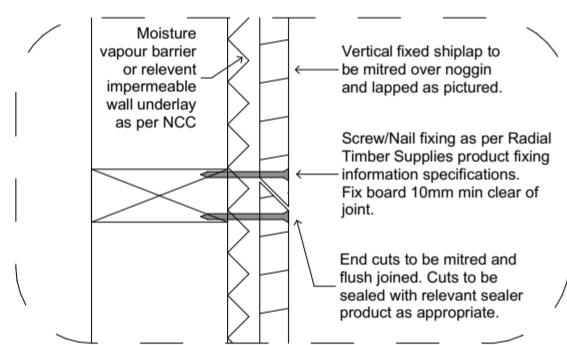 Moisture
vapour barrier
or relevent
impermeable
wall underlay
as per NCC
Vertical fixed shiplap to
be mitred over noggin
and lapped as pictured.
Screw/Nail fixing as per Radial
Timber Supplies product fixing
information specifications.
Fix board 10mm min clear of
joint.
End cuts to be mitred and
flush joined. Cuts to be
sealed with relevant sealer
product as appropriate.